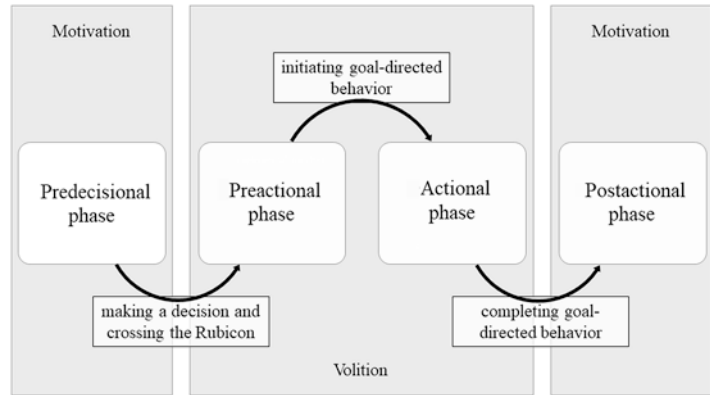 Motivation
Motivation
initiating goal-directed
behavior
Predecisional
phase
Preactional
phase
Actional
phase
Postactional
phase
making a decision and
crossing the Rubicon
completing goal-
directed behavior
Volition